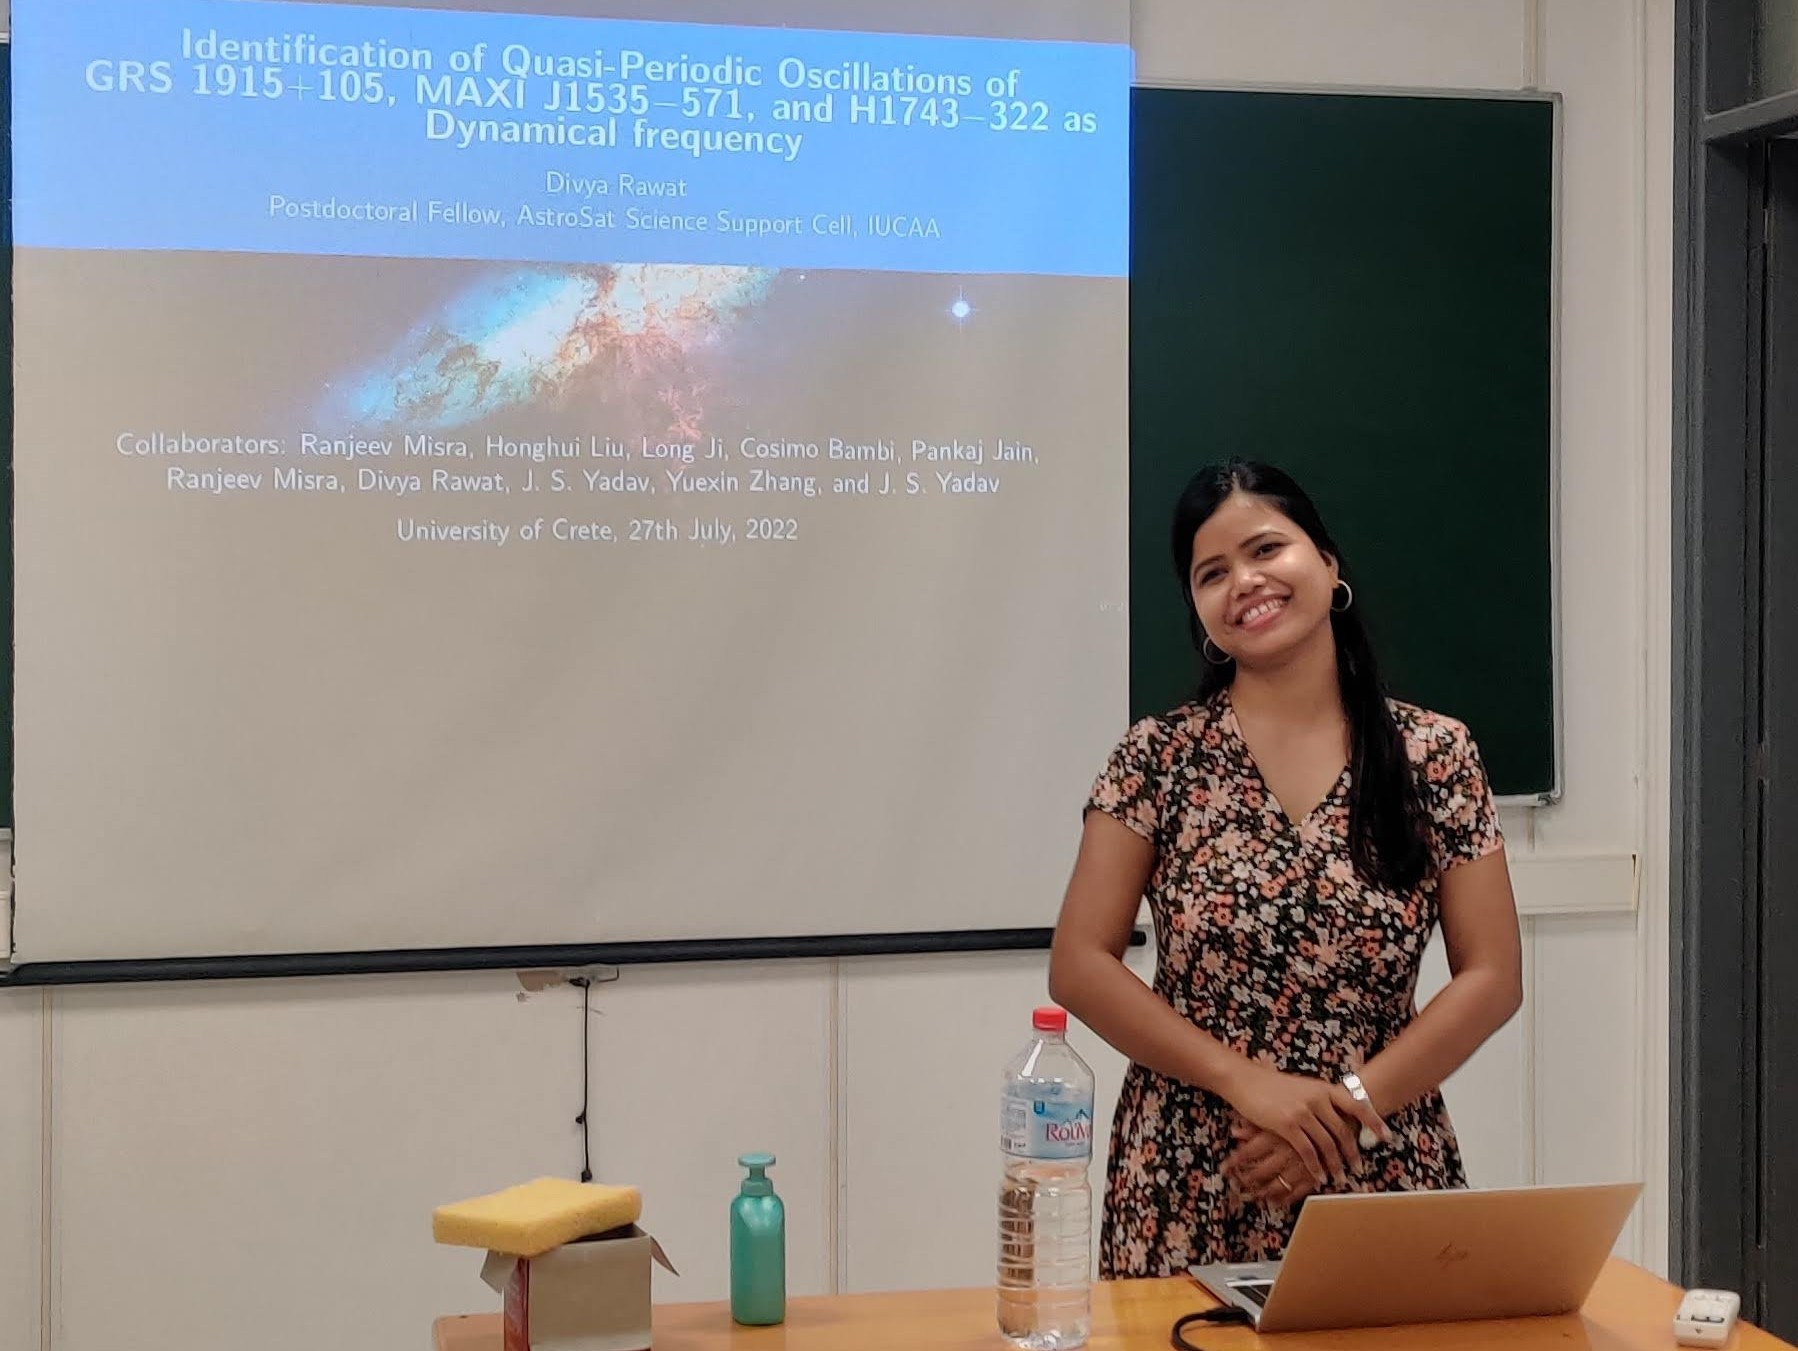 Identification of Quasi-Periodic Oscillations of
GRS 1915+105, MAXI J1535−571, and H1743−322 as
Dynamical frequency
Divya Rawat
Postdoctoral Fellow, AstroSat Science Support Cell, IUCAA
Collaborators: Ranjeev Misra, Honghui Liu, Long Ji, Cosimo Bambi, Pankaj Jain,
Ranjeev Misra, Divya Rawat, J. S. Yadav, Yuexin Zhang, and J. S. Yadav
University of Crete, 27th July, 2022